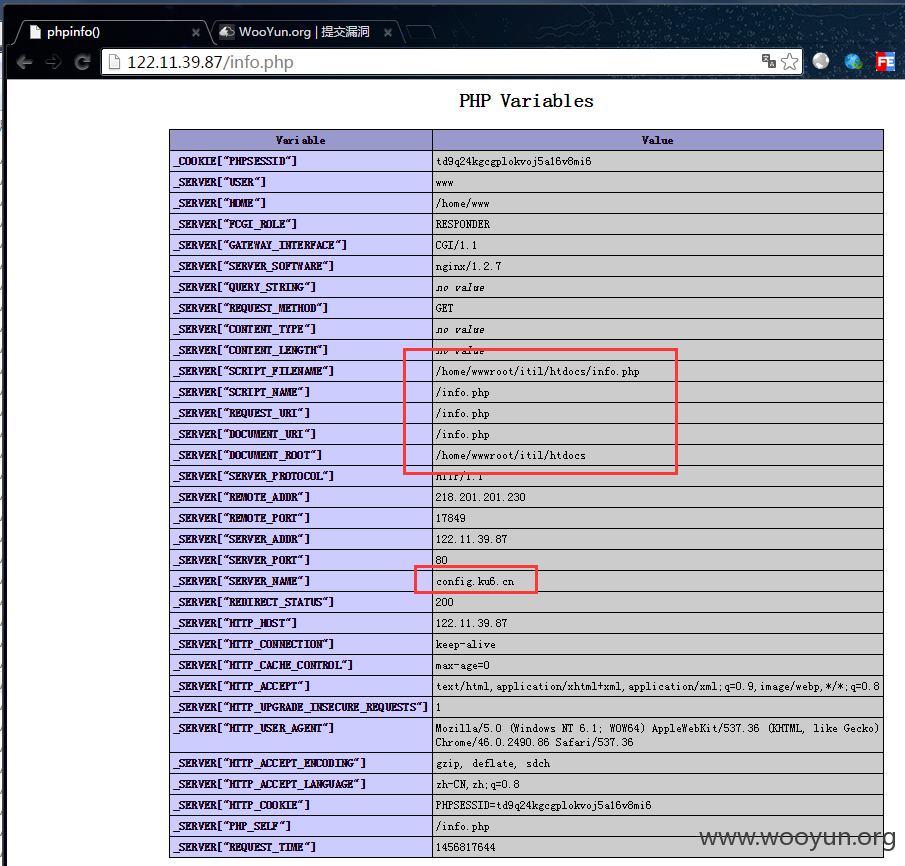 phpinfo()
WooYun.org | 提交漏洞
122.11.39.87/info.php
FE
PHP Variables
Variable Value
_COOKIE["PHPSESSID"] td9q24kgcgplokvoj5a16v8mi6
_SERVER["USER"] www
_SERVER["HOME"] /home/www
_SERVER["FCGI_ROLE"] RESPONDER
_SERVER["GATEWAY_INTERFACE"] CGI/1.1
_SERVER["SERVER_SOFTWARE"] nginx/1.2.7
_SERVER["QUERY_STRING"] no value
_SERVER["REQUEST_METHOD"] GET
_SERVER["CONTENT_TYPE"] no value
_SERVER["CONTENT_LENGTH"] no value
_SERVER["SCRIPT_FILENAME"] /home/wwwroot/itil/htdocs/info.php
_SERVER["SCRIPT_NAME"] /info.php
_SERVER["REQUEST_URI"] /info.php
_SERVER["DOCUMENT_URI"] /info.php
_SERVER["DOCUMENT_ROOT"] /home/wwwroot/itil/htdocs
_SERVER["SERVER_PROTOCOL"] HTTP/1.1
_SERVER["REMOTE_ADDR"] 218.201.201.230
_SERVER["REMOTE_PORT"] 17849
_SERVER["SERVER_ADDR"] 122.11.39.87
_SERVER["SERVER_PORT"] 80
_SERVER["SERVER_NAME"] config.ku6.cn
_SERVER["REDIRECT_STATUS"] 200
_SERVER["HTTP_HOST"] 122.11.39.87
_SERVER["HTTP_CONNECTION"] keep-alive
_SERVER["HTTP_CACHE_CONTROL"] max-age=0
_SERVER["HTTP_ACCEPT"] text/html,application/xhtml+xml,application/xml;q=0.9,image/webp,*/*;q=0.8
_SERVER["HTTP_UPGRADE_INSECURE_REQUESTS"] 1
_SERVER["HTTP_USER_AGENT"] Mozilla/5.0 (Windows NT 6.1; WOW64) AppleWebKit/537.36 (KHTML, like Gecko)
Chrome/46.0.2490.86 Safari/537.36
_SERVER["HTTP_ACCEPT_ENCODING"] gzip, deflate, sdch
_SERVER["HTTP_ACCEPT_LANGUAGE"] zh-CN,zh;q=0.8
_SERVER["HTTP_COOKIE"] PHPSESSID=td9q24kgcgplokvoj5a16v8mi6
_SERVER["PHP_SELF"] /info.php
_SERVER["REQUEST_TIME"] 1456817644
www.wooyun.org